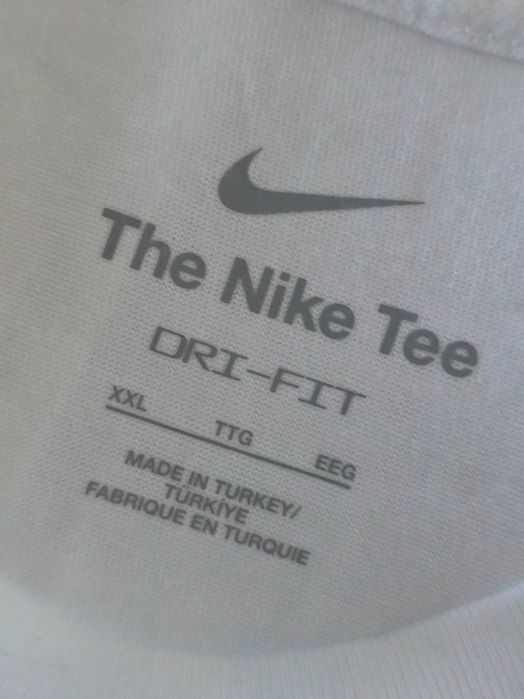 The Nike Tee
DRI-FIT
XXL TTG EEG
MADE IN TURKEY/
TÜRKİYE
FABRIQUE EN TURQUIE